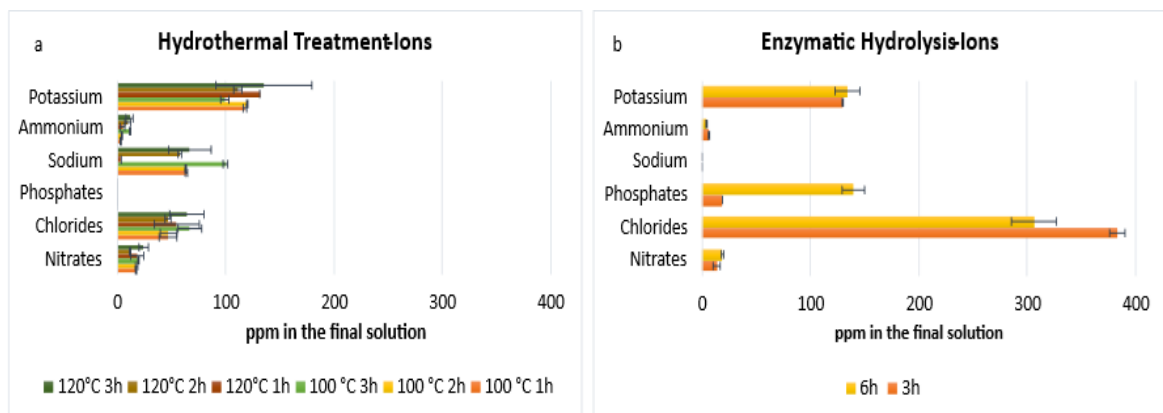 a
Hydrothermal Treatment-Ions
Potassium
Ammonium
Sodium
Phosphates
Chlorides
Nitrates
0 100 200 300 400
ppm in the final solution
120°C 3h 120°C 2h 120°C 1h 100 °C 3h 100 °C 2h 100 °C 1h
b
Enzymatic Hydrolysis-Ions
Potassium
Ammonium
Sodium
Phosphates
Chlorides
Nitrates
0 100 200 300 400
ppm in the final solution
6h 3h